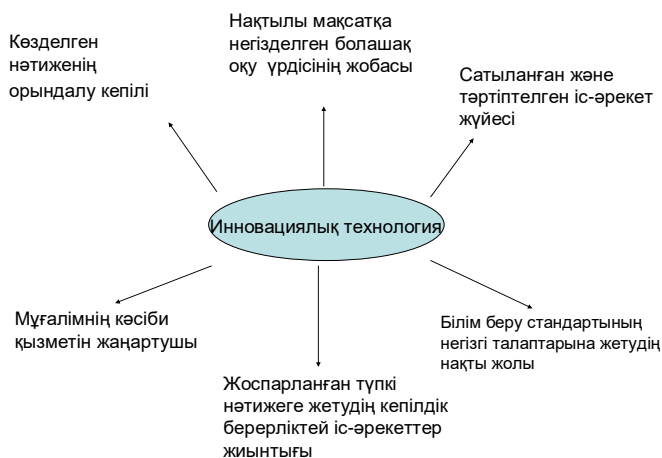 Көзделген
нәтиженің
орындалу кепілі
Нақтылы мақсатқа
негізделген болашақ
оқу үрдісінің жобасы
Сатыланған және
тәртіптелген іс-әрекет
жүйесі
Инновациялық технология
Мұғалімнің кәсіби
қызметін жаңартушы
Жоспарланған түпкі
нәтижеге жетудің кепілдік
берерліктей іс-әрекеттер
жиынтығы
Білім беру стандартының
негізгі талаптарына жетудің
нақты жолы